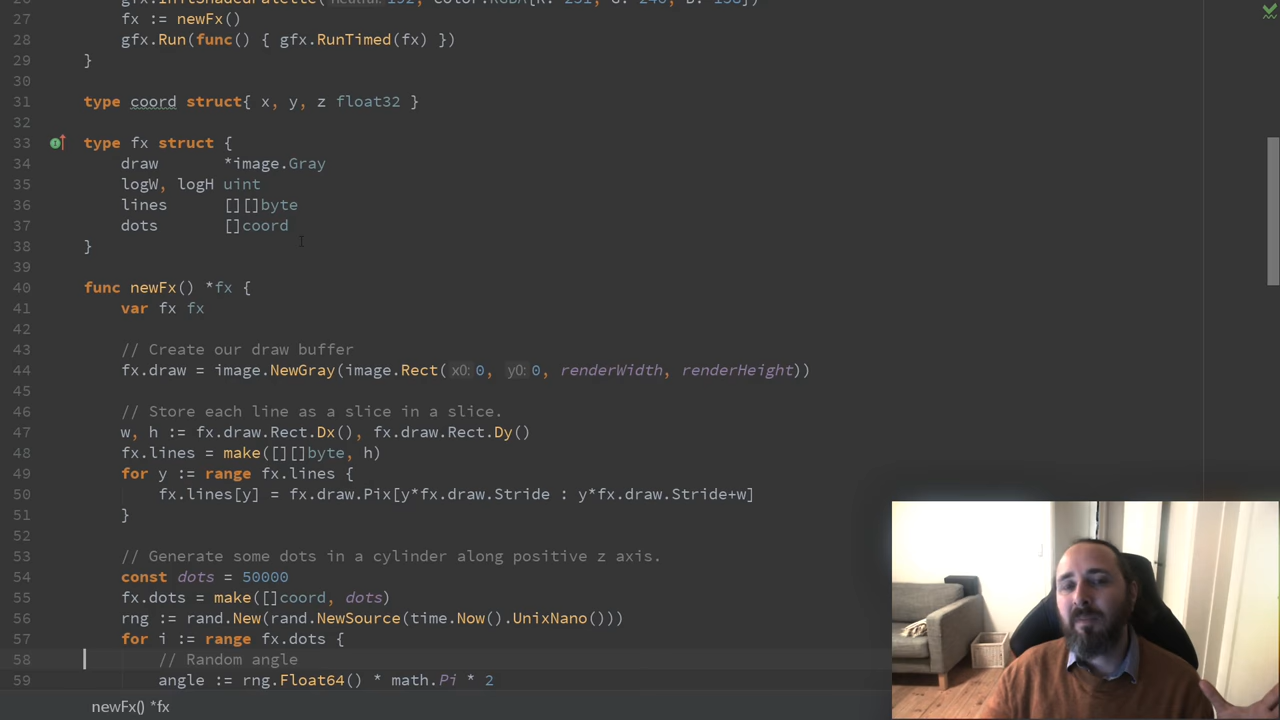 27 fx := newFx()
28 gfx.Run(func() { gfx.RunTimed(fx) })
29 }
30
31 type coord struct{ x, y, z float32 }
32
33 type fx struct {
34 draw *image.Gray
35 logW, logH uint
36 lines [][]byte
37 dots []coord
38 }
39
40 func newFx() *fx {
41 var fx fx
42
43 // Create our draw buffer
44 fx.draw = image.NewGray(image.Rect( x0: 0, y0: 0, renderWidth, renderHeight))
45
46 // Store each line as a slice in a slice.
47 w, h := fx.draw.Rect.Dx(), fx.draw.Rect.Dy()
48 fx.lines = make([][]byte, h)
49 for y := range fx.lines {
50 fx.lines[y] = fx.draw.Pix[y*fx.draw.Stride : y*fx.draw.Stride+w]
51 }
52
53 // Generate some dots in a cylinder along positive z axis.
54 const dots = 50000
55 fx.dots = make([]coord, dots)
56 rng := rand.New(rand.NewSource(time.Now().UnixNano()))
57 for i := range fx.dots {
58 // Random angle
59 angle := rng.Float64() * math.Pi * 2
newFx() *fx